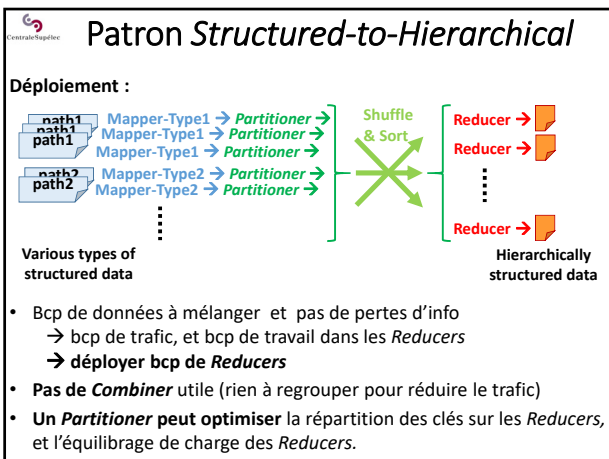 CentraleSupélec
Patron Structured-to-Hierarchical
Déploiement :
path1
path1
path1
Mapper-Type1 → Partitioner →
Mapper-Type1 → Partitioner →
Mapper-Type1 → Partitioner →
path2
path2
Mapper-Type2 → Partitioner →
Mapper-Type2 → Partitioner →
Various types of
structured data
Shuffle
& Sort
Reducer →
Reducer →
Reducer →
Hierarchically
structured data
• Bcp de données à mélanger et pas de pertes d'info
→ bcp de trafic, et bcp de travail dans les Reducers
→ déployer bcp de Reducers
• Pas de Combiner utile (rien à regrouper pour réduire le trafic)
• Un Partitioner peut optimiser la répartition des clés sur les Reducers,
et l'équilibrage de charge des Reducers.